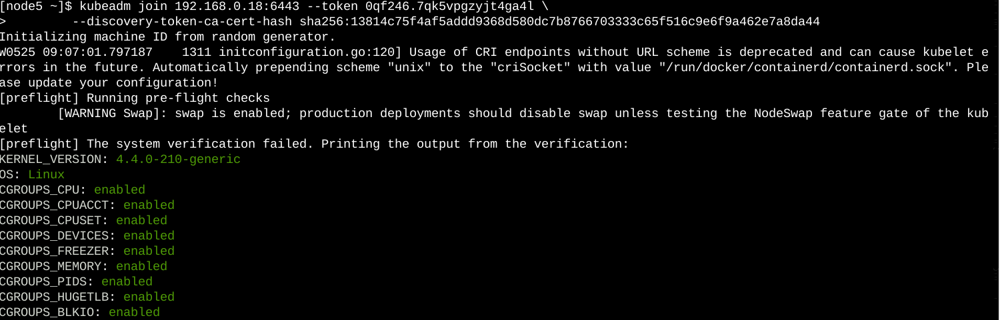 [node5 ~]$ kubeadm join 192.168.0.18:6443 --token 0qf246.7qk5vpgzyjt4ga4l \
>         --discovery-token-ca-cert-hash sha256:13814c75f4af5addd9368d580dc7b8766703333c65f516c9e6f9a462e7a8da44
Initializing machine ID from random generator.
W0525 09:07:01.797187    1311 initconfiguration.go:120] Usage of CRI endpoints without URL scheme is deprecated and can cause kubelet e
rrors in the future. Automatically prepending scheme "unix" to the "criSocket" with value "/run/docker/containerd/containerd.sock". Ple
ase update your configuration!
[preflight] Running pre-flight checks
        [WARNING Swap]: swap is enabled; production deployments should disable swap unless testing the NodeSwap feature gate of the kub
elet
[preflight] The system verification failed. Printing the output from the verification:
KERNEL_VERSION: 4.4.0-210-generic
OS: Linux
CGROUPS_CPU: enabled
CGROUPS_CPUACCT: enabled
CGROUPS_CPUSET: enabled
CGROUPS_DEVICES: enabled
CGROUPS_FREEZER: enabled
CGROUPS_MEMORY: enabled
CGROUPS_PIDS: enabled
CGROUPS_HUGETLB: enabled
CGROUPS_BLKIO: enabled